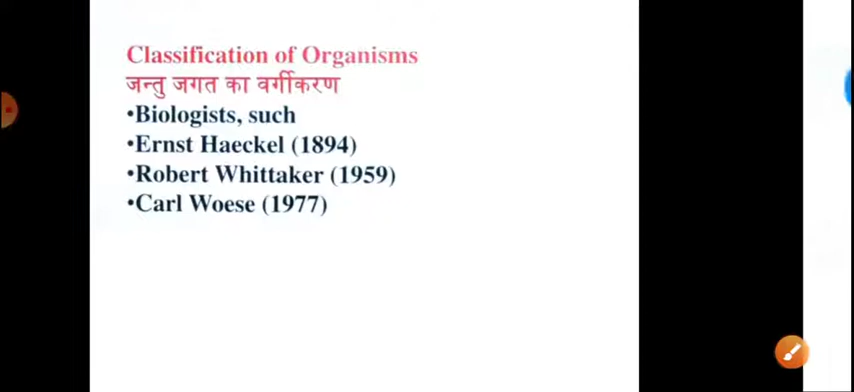 Classification of Organisms
जन्तु जगत का वर्गीकरण
•Biologists, such
•Ernst Haeckel (1894)
•Robert Whittaker (1959)
•Carl Woese (1977)